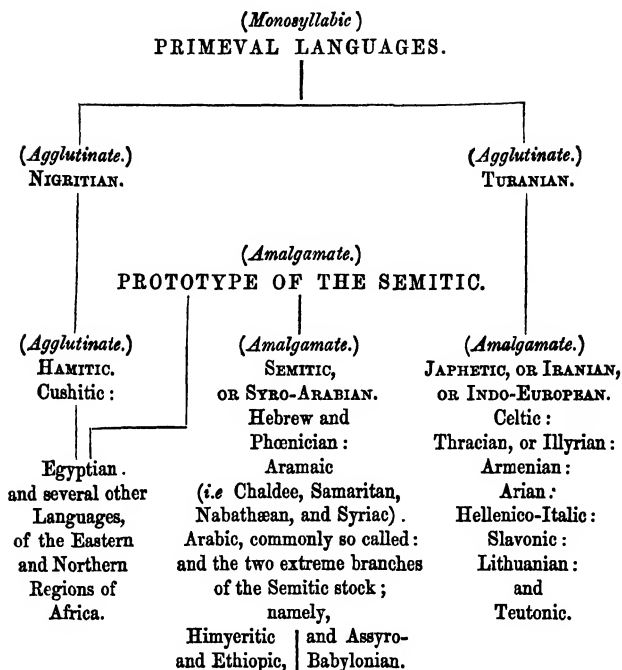 (Monosyllabic)
PRIMEVAL LANGUAGES.
(Agglutinate.)
NIGRITIAN.
(Agglutinate.)
TURANIAN.
(Amalgamate.)
PROTOTYPE OF THE SEMITIC.
(Agglutinate.)
HAMITIC.
Cushitic :
Egyptian.
and several other
Languages,
of the Eastern
and Northern
Regions of
Africa.
(Amalgamate.)
SEMITIC,
OR SYRO-ARABIAN.
Hebrew and
Phœnician :
Aramaic
(i.e Chaldee, Samaritan,
Nabathæan, and Syriac).
Arabic, commonly so called :
and the two extreme branches
of the Semitic stock ;
namely,
Himyeritic
and Ethiopic,
and Assyro-
Babylonian.
(Amalgamate.)
JAPHETIC, OR IRANIAN,
OR INDO-EUROPEAN.
Celtic :
Thracian, or Illyrian :
Armenian :
Arian :
Hellenico-Italic :
Slavonic :
Lithuanian :
and
Teutonic.